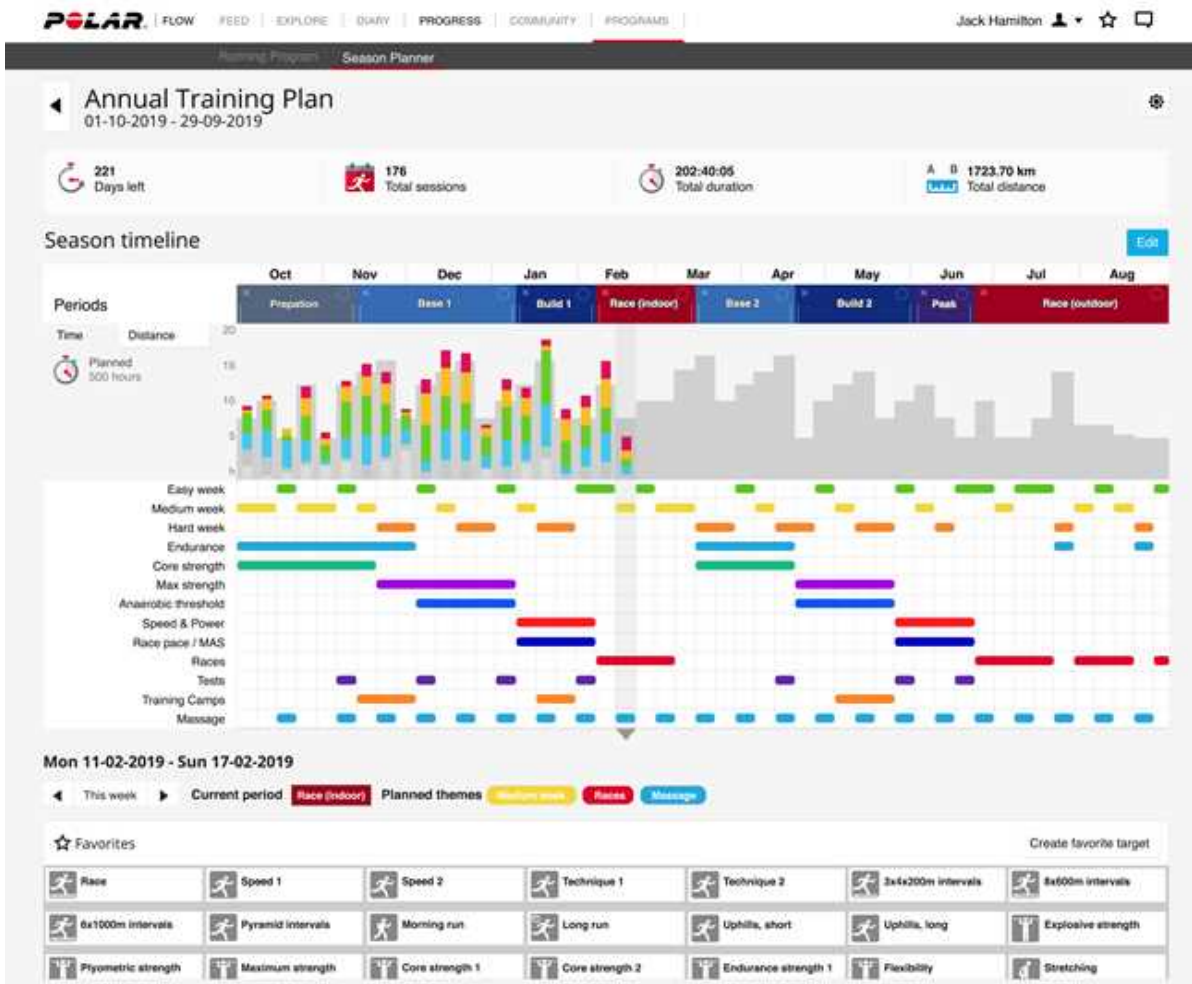 POLAR. FLOW FEED EXPLORE DIARY PROGRESS COMMUNITY PROGRAMS Jack Hamilton
Running Program Season Planner
Annual Training Plan
01-10-2019 - 29-09-2019
221 176 202:40:05 A B 1723.70 km
Days left Total sessions Total duration Total distance
Season timeline Edit
Oct Nov Dec Jan Feb Mar Apr May Jun Jul Aug
Periods Prepation Base 1 Build 1 Race (indoor) Base 2 Build 2 Peak Race (outdoor)
Time Distance 20
Planned 15
500 hours
10
5
h
Easy week
Medium week
Hard week
Endurance
Core strength
Max strength
Anaerobic threshold
Speed & Power
Race pace / MAS
Races
Tests
Training Camps
Massage
Mon 11-02-2019 - Sun 17-02-2019
This week Current period Race (indoor) Planned themes Medium week Races Massage
Favorites Create favorite target
Race Speed 1 Speed 2 Technique 1 Technique 2 3x4x200m intervals 8x600m intervals
6x1000m intervals Pyramid intervals Morning run Long run Uphills, short Uphills, long Explosive strength
Plyometric strength Maximum strength Core strength 1 Core strength 2 Endurance strength 1 Flexibility Stretching